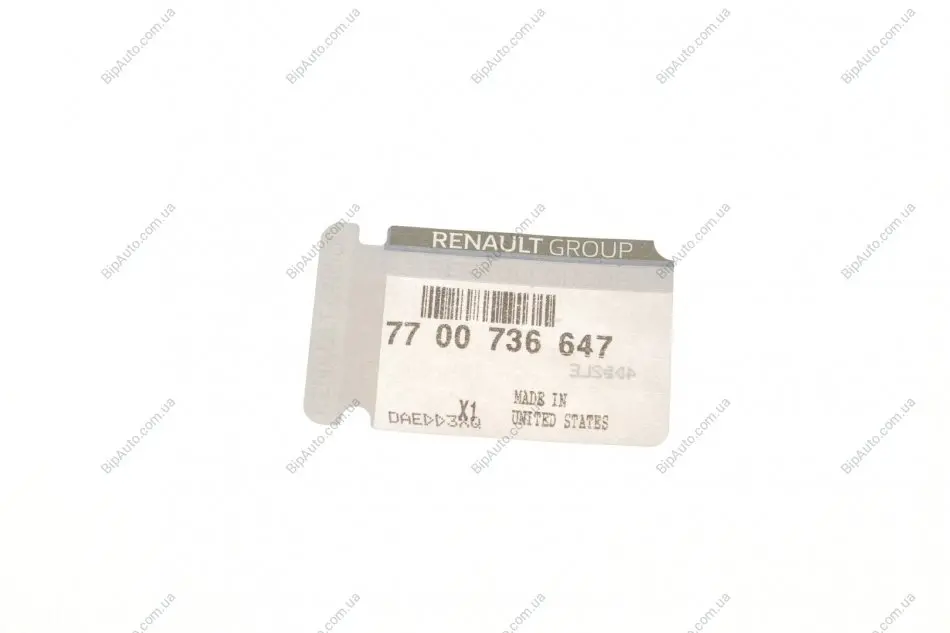 RENAULT GROUP
77 00 736 647
X1
MADE IN
UNITED STATES
BipAuto.com.ua